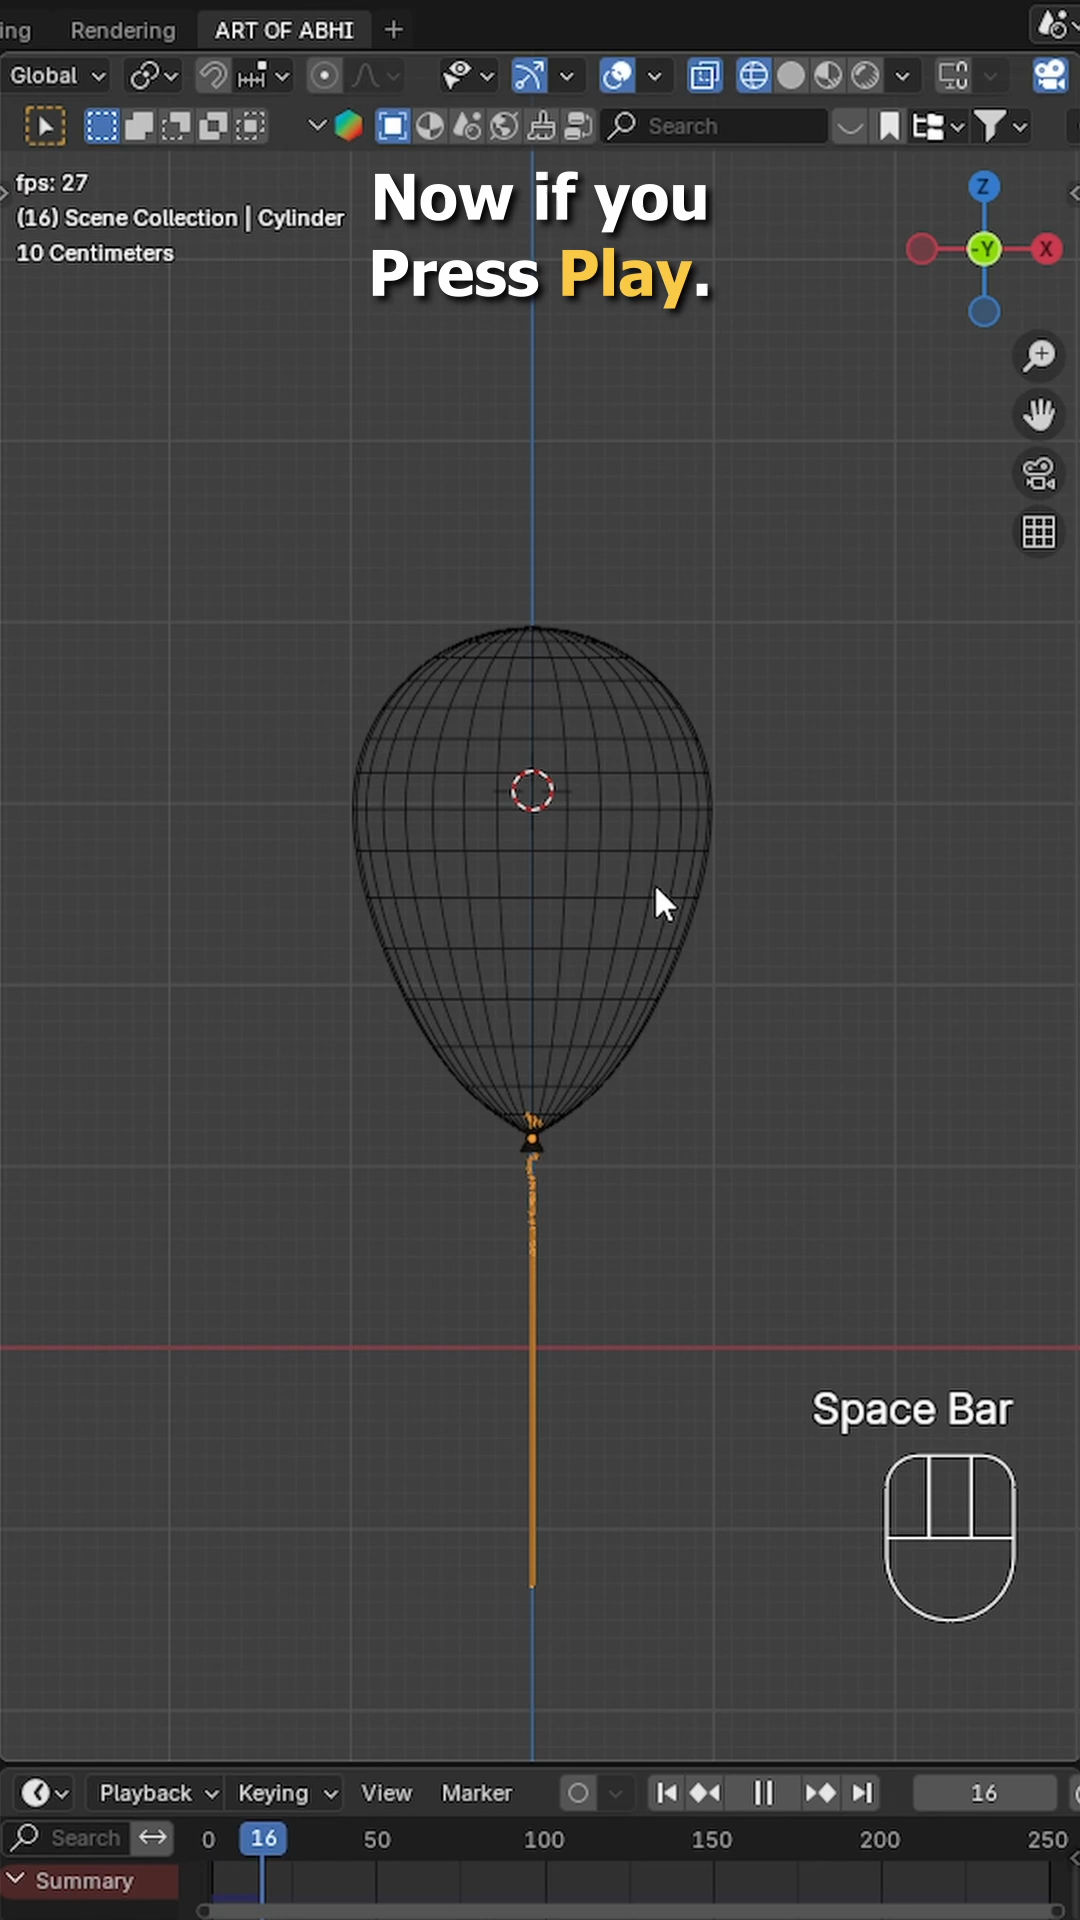 ing Rendering ART OF ABHI +
Global
Search
fps: 27
(16) Scene Collection | Cylinder
10 Centimeters
Now if you
Press Play.
Z
-Y X
Space Bar
Playback Keying View Marker 16
Search 0 16 50 100 150 200 250
Summary